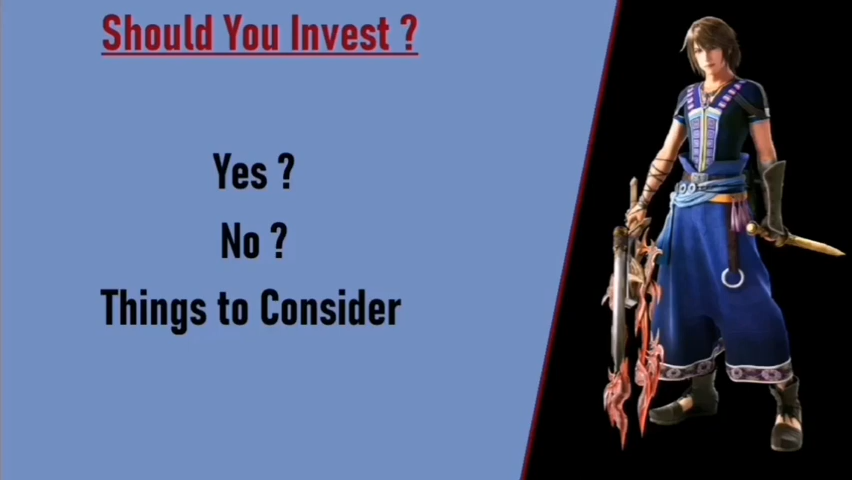 Should You Invest ?
Yes ?
No ?
Things to Consider